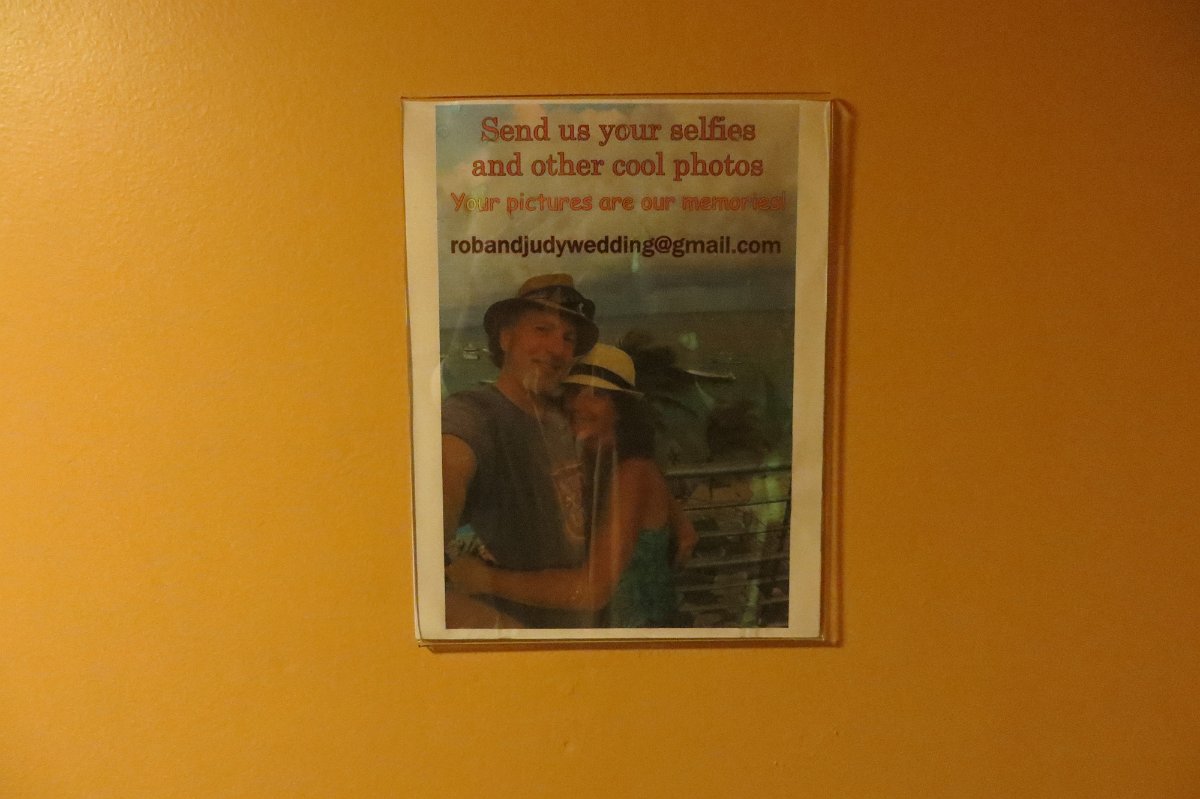 Send us your selfies
and other cool photos
Your pictures are our memories!
robandjudywedding@gmail.com